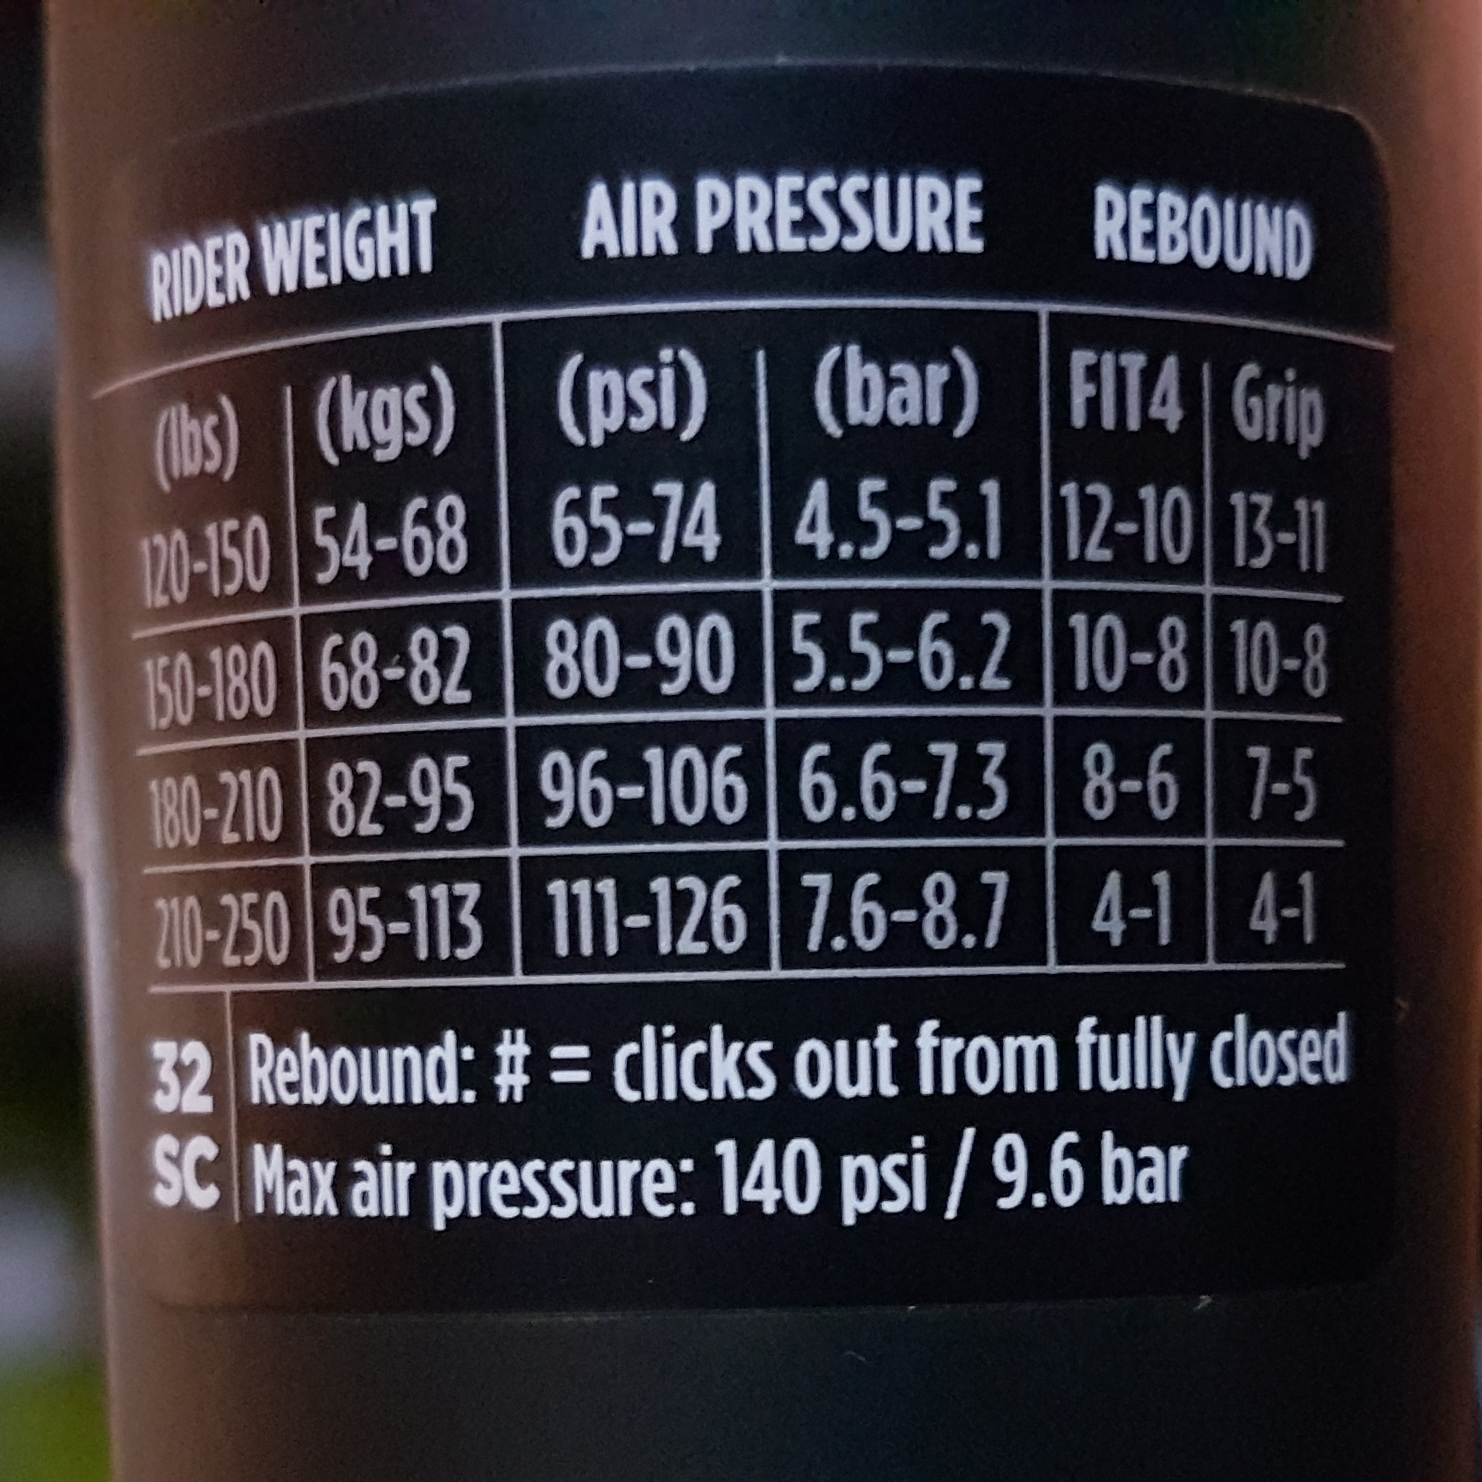 RIDER WEIGHT AIR PRESSURE REBOUND
(lbs) (kgs) (psi) (bar) FIT4 Grip
120-150 54-68 65-74 4.5-5.1 12-10 13-11
150-180 68-82 80-90 5.5-6.2 10-8 10-8
180-210 82-95 96-106 6.6-7.3 8-6 7-5
210-250 95-113 111-126 7.6-8.7 4-1 4-1
32 Rebound: # = clicks out from fully closed
SC Max air pressure: 140 psi / 9.6 bar